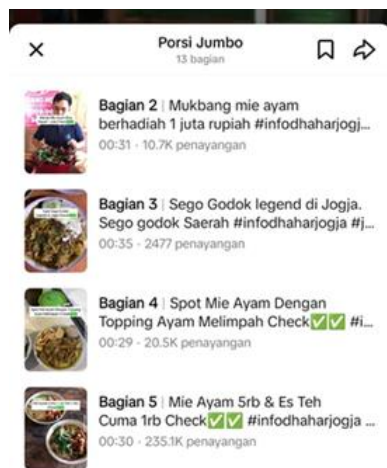 Porsi Jumbo
13 bagian
Bagian 2 | Mukbang mie ayam
berhadiah 1 juta rupiah #infodhaharjogj...
00:31 · 10.7K penayangan
Bagian 3 | Sego Godok legend di Jogja.
Sego godok Saerah #infodhaharjogja #j...
00:35 · 2477 penayangan
Bagian 4 | Spot Mie Ayam Dengan
Topping Ayam Melimpah Check✅✅ #i...
00:29 · 20.5K penayangan
Bagian 5 | Mie Ayam 5rb & Es Teh
Cuma 1rb Check✅✅ #infodhaharjogja ...
00:30 · 235.1K penayangan